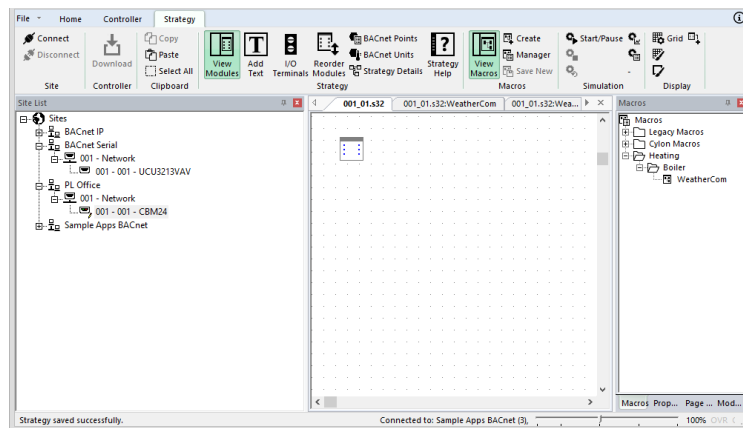 File Home Controller Strategy
Connect
Disconnect
Site
Download
Controller
Copy
Paste
Select All
Clipboard
View Modules
Add Text
I/O Terminals
Reorder Modules
BACnet Points
BACnet Units
Strategy Details
Strategy Help
Strategy
View Macros
Create
Manager
Save New
Macros
Start/Pause
Simulation
Grid
Display
Site List
Sites
BACnet IP
BACnet Serial
001 - Network
001 - 001 - UCU3213VAV
PL Office
001 - Network
001 - 001 - CBM24
Sample Apps BACnet
001_01.s32 001_01.s32:WeatherCom 001_01.s32:Wea...
Macros
Macros
Legacy Macros
Cylon Macros
Heating
Boiler
WeatherCom
Macros Prop... Page ... Mod...
Strategy saved successfully. Connected to: Sample Apps BACnet (3), 100% OVR